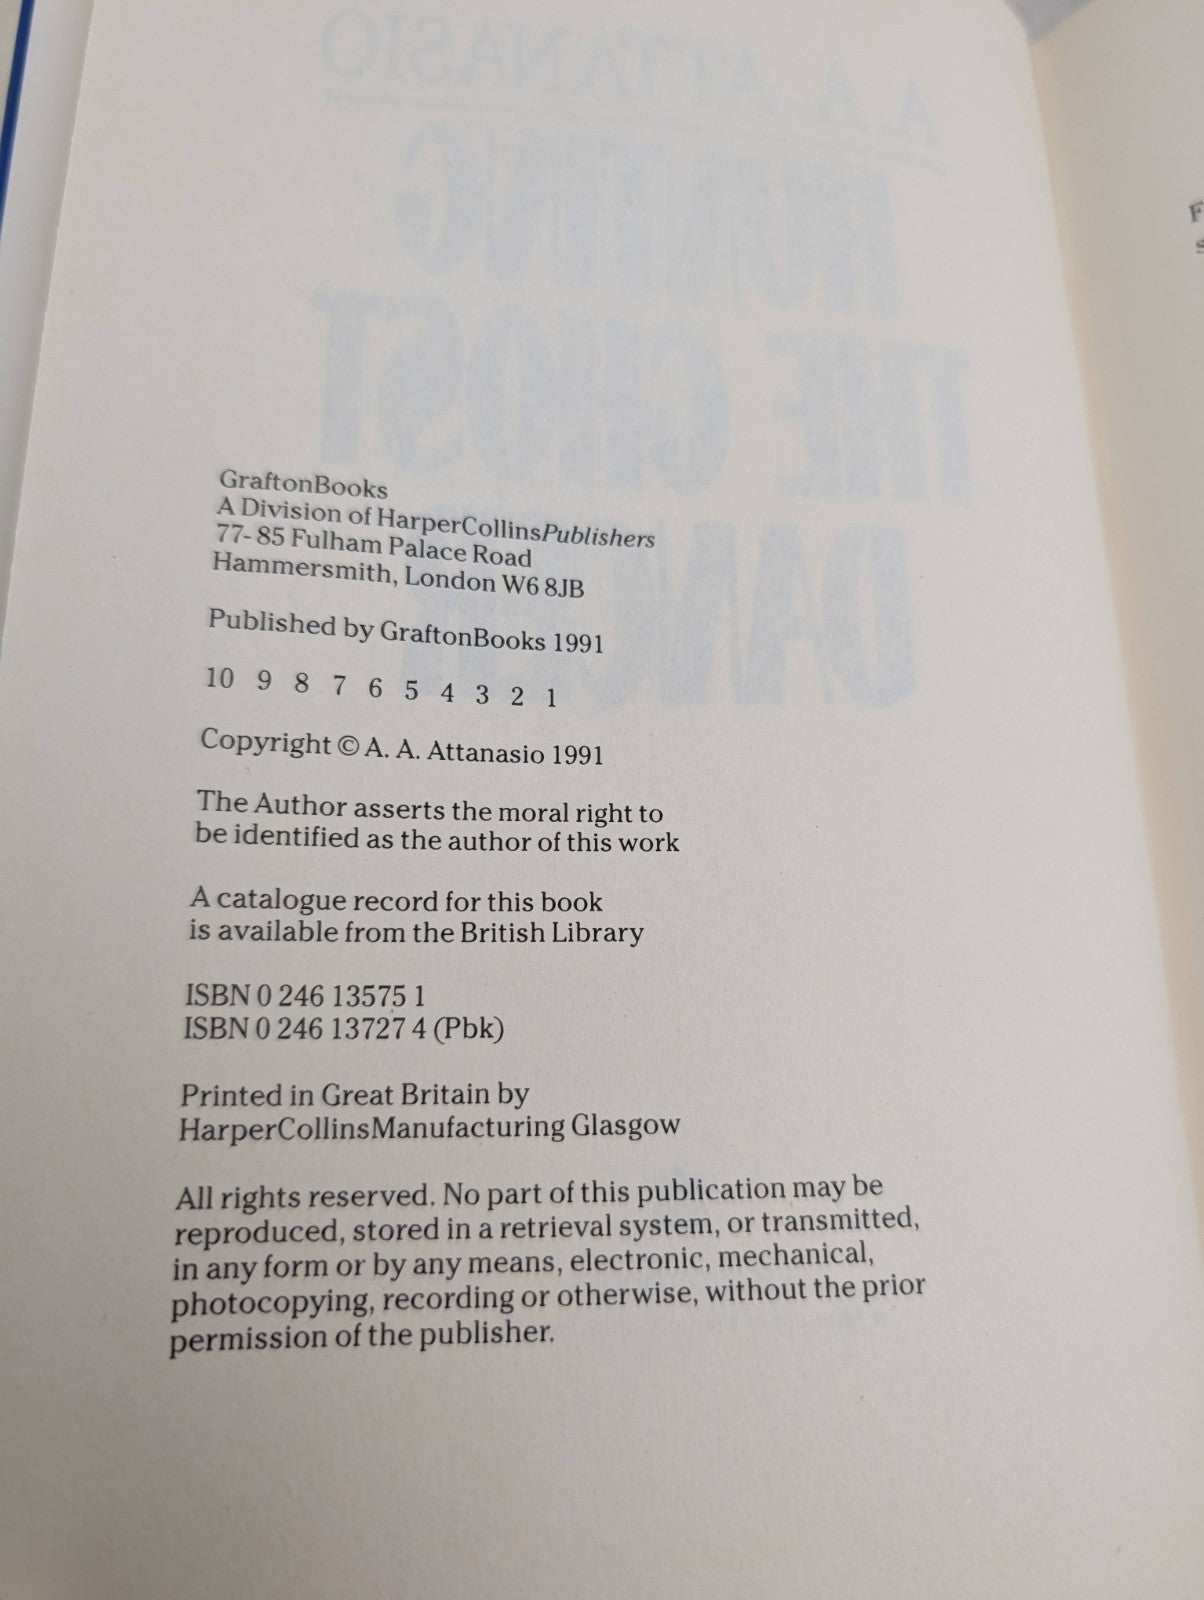 A. A. ATTANASIO
HUNTING
THE GHOST
DANCER
GraftonBooks
A Division of HarperCollinsPublishers
77-85 Fulham Palace Road
Hammersmith, London W6 8JB
Published by GraftonBooks 1991
10 9 8 7 6 5 4 3 2 1
Copyright © A. A. Attanasio 1991
The Author asserts the moral right to
be identified as the author of this work
A catalogue record for this book
is available from the British Library
ISBN 0 246 13575 1
ISBN 0 246 13727 4 (Pbk)
Printed in Great Britain by
HarperCollinsManufacturing Glasgow
All rights reserved. No part of this publication may be
reproduced, stored in a retrieval system, or transmitted,
in any form or by any means, electronic, mechanical,
photocopying, recording or otherwise, without the prior
permission of the publisher.